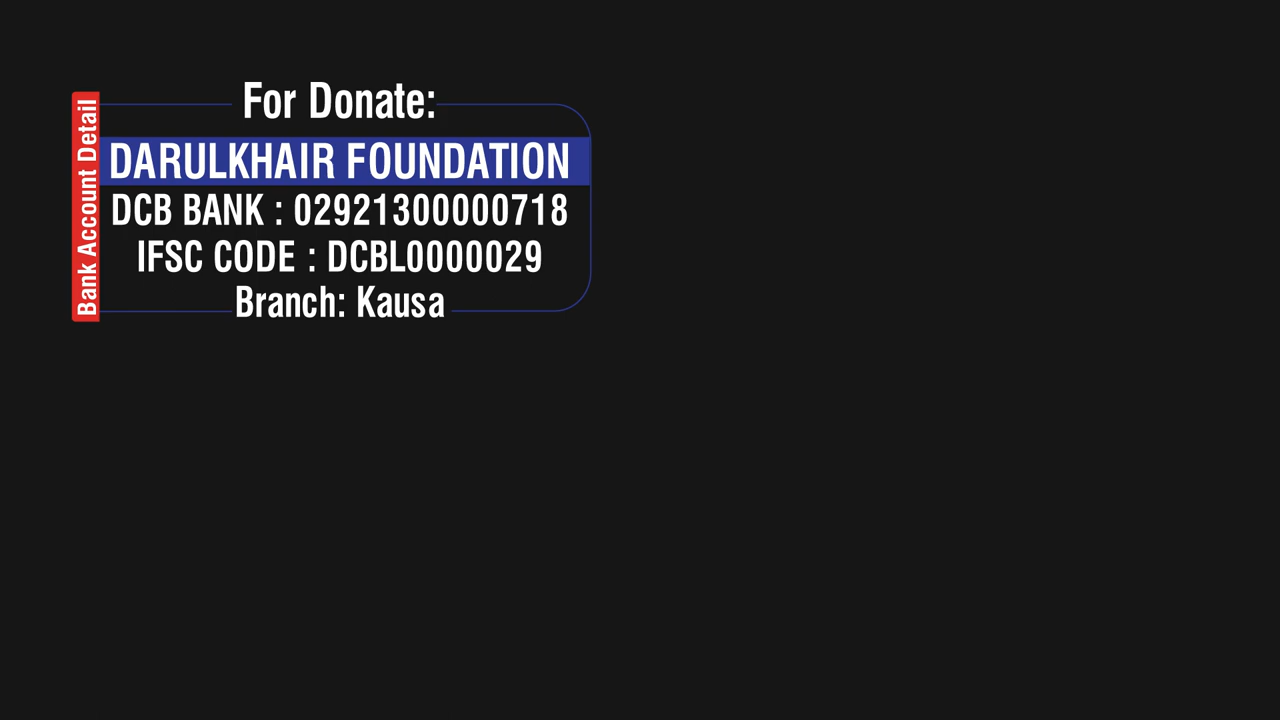 For Donate:
Bank Account Detail
DARULKHAIR FOUNDATION
DCB BANK : 02921300000718
IFSC CODE : DCBL0000029
Branch: Kausa